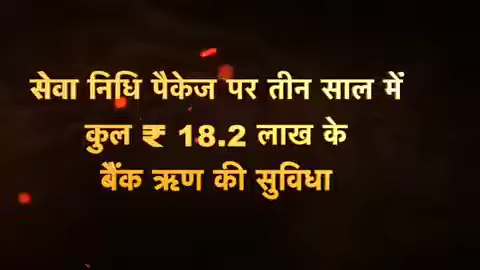 सेवा निधि पैकेज पर तीन साल में
कुल ₹ 18.2 लाख के
बैंक ऋण की सुविधा